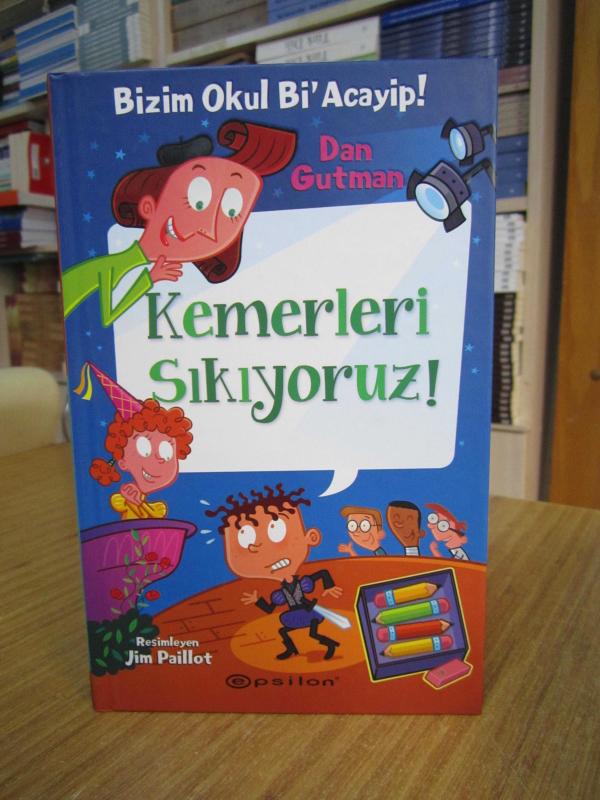 Bizim Okul Bi'Acayip!
Dan
Gutman
Kemerleri
Sıkıyoruz!
Resimleyen
Jim Paillot
epsilon